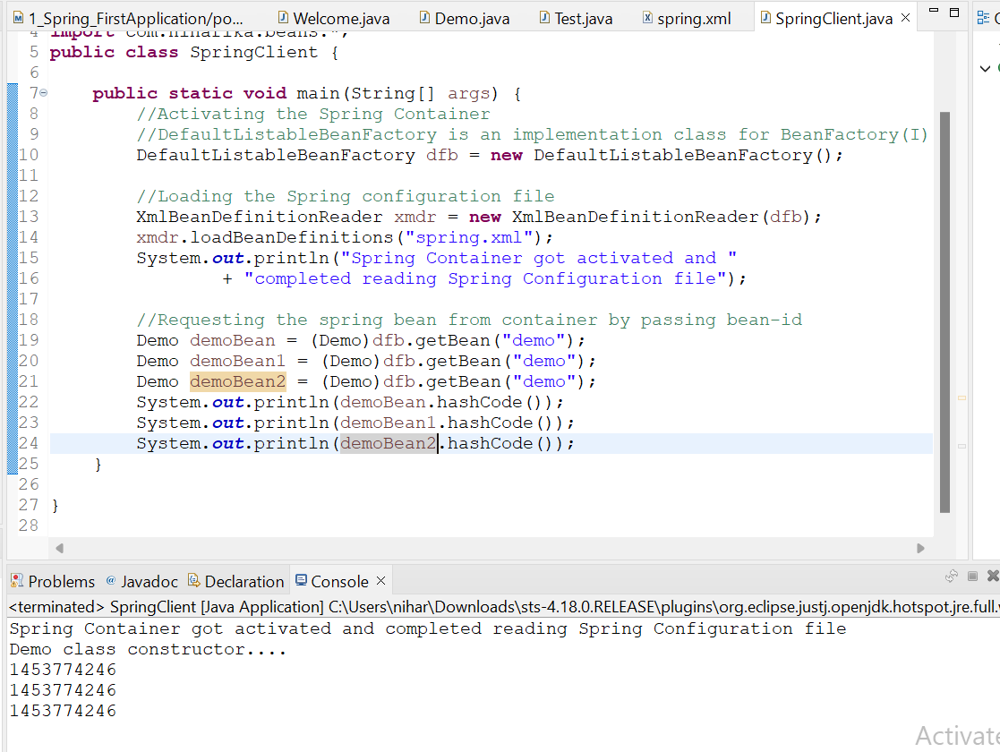 1_Spring_FirstApplication/po... Welcome.java Demo.java Test.java spring.xml SpringClient.java
4 import com.niharika.beans.*;
5 public class SpringClient {
6
7 public static void main(String[] args) {
8 //Activating the Spring Container
9 //DefaultListableBeanFactory is an implementation class for BeanFactory(I)
10 DefaultListableBeanFactory dfb = new DefaultListableBeanFactory();
11
12 //Loading the Spring configuration file
13 XmlBeanDefinitionReader xmdr = new XmlBeanDefinitionReader(dfb);
14 xmdr.loadBeanDefinitions("spring.xml");
15 System.out.println("Spring Container got activated and "
16 + "completed reading Spring Configuration file");
17
18 //Requesting the spring bean from container by passing bean-id
19 Demo demoBean = (Demo)dfb.getBean("demo");
20 Demo demoBean1 = (Demo)dfb.getBean("demo");
21 Demo demoBean2 = (Demo)dfb.getBean("demo");
22 System.out.println(demoBean.hashCode());
23 System.out.println(demoBean1.hashCode());
24 System.out.println(demoBean2.hashCode());
25 }
26
27 }
28
Problems @ Javadoc Declaration Console
<terminated> SpringClient [Java Application] C:\Users\nihar\Downloads\sts-4.18.0.RELEASE\plugins\org.eclipse.justj.openjdk.hotspot.jre.full.
Spring Container got activated and completed reading Spring Configuration file
Demo class constructor....
1453774246
1453774246
1453774246
Activate